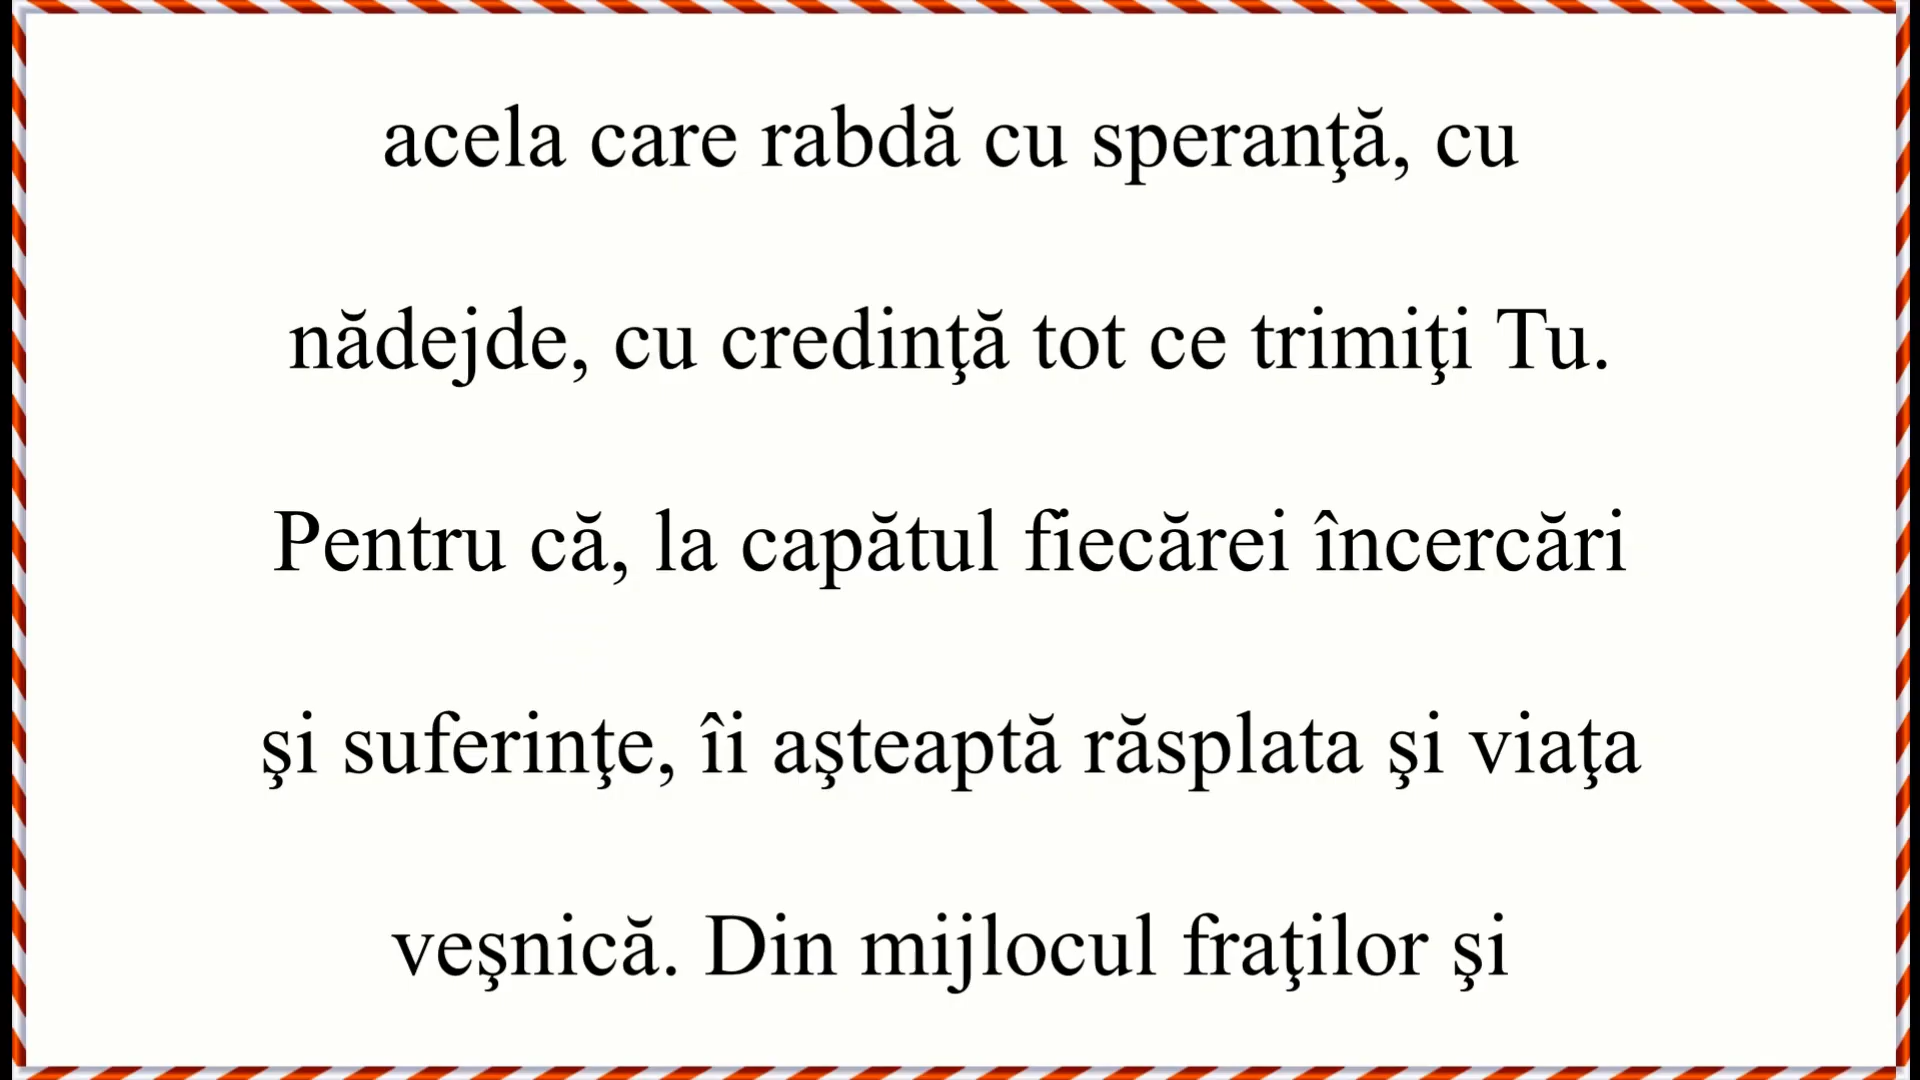 acela care rabdă cu speranţă, cu
nădejde, cu credinţă tot ce trimiţi Tu.
Pentru că, la capătul fiecărei încercări
şi suferinţe, îi aşteaptă răsplata şi viaţa
veşnică. Din mijlocul fraţilor şi